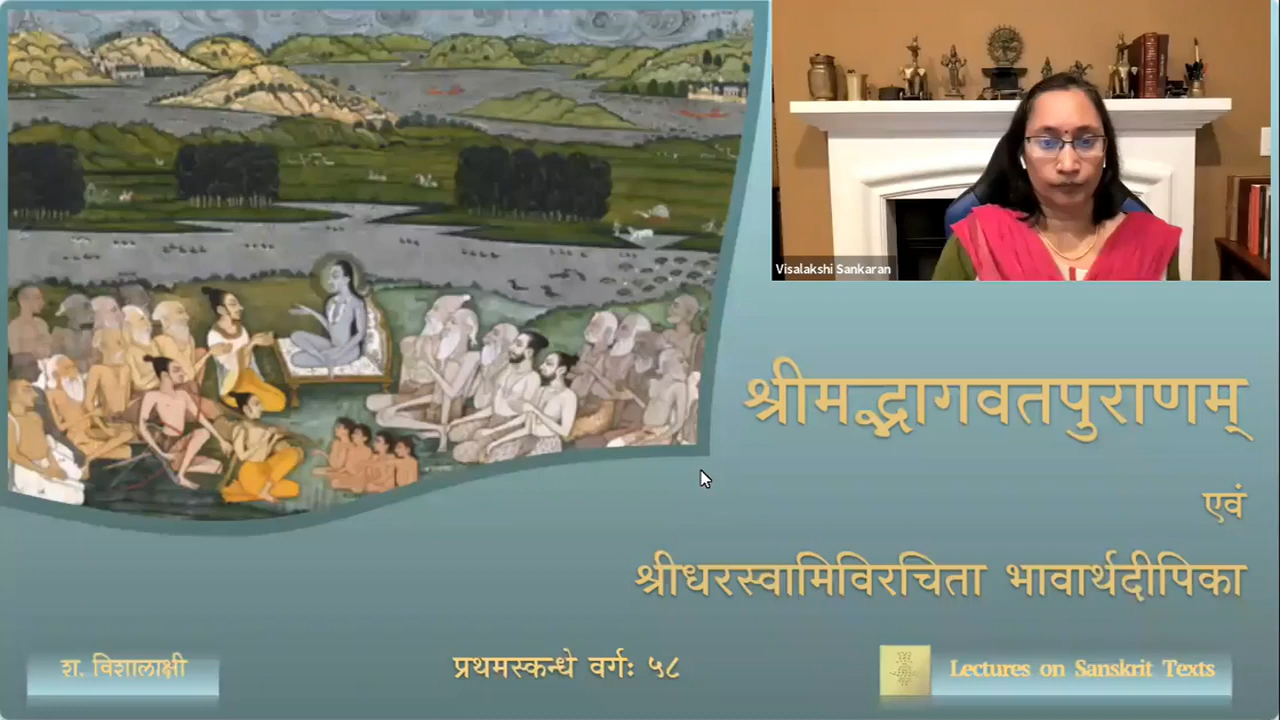 Visalakshi Sankaran
श्रीमद्भागवतपुराणम्
एवं
श्रीधरस्वामिविरचिता भावार्थदीपिका
श. विशालाक्षी
प्रथमस्कन्धे वर्गः ५८
Lectures on Sanskrit Texts